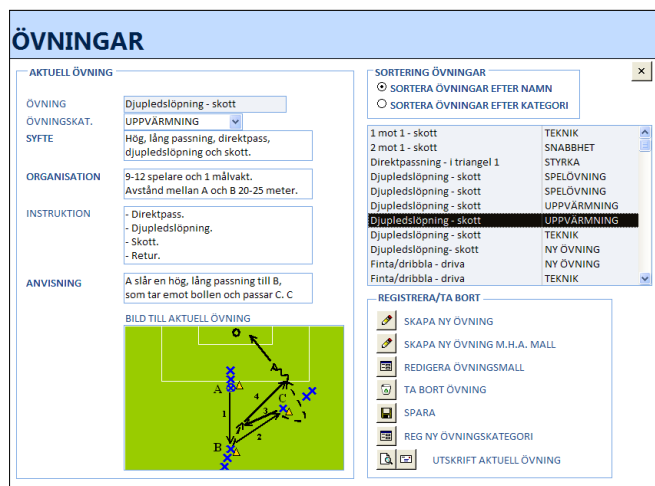 ÖVNINGAR
AKTUELL ÖVNING
ÖVNING
Djupledslöpning - skott
ÖVNINGSKAT.
UPPVÄRMNING
SYFTE
Hög, lång passning, direktpass,
djupledslöpning och skott.
ORGANISATION
9-12 spelare och 1 målvakt.
Avstånd mellan A och B 20-25 meter.
INSTRUKTION
- Direktpass.
- Djupledslöpning.
- Skott.
- Retur.
ANVISNING
A slår en hög, lång passning till B,
som tar emot bollen och passar C. C
BILD TILL AKTUELL ÖVNING
A
A
4
C
1
3
2
B
SORTERING ÖVNINGAR
SORTERA ÖVNINGAR EFTER NAMN
SORTERA ÖVNINGAR EFTER KATEGORI
1 mot 1 - skott TEKNIK
2 mot 1 - skott SNABBHET
Direktpassning - i triangel 1 STYRKA
Djupledslöpning - skott SPELÖVNING
Djupledslöpning - skott SPELÖVNING
Djupledslöpning - skott UPPVÄRMNING
Djupledslöpning - skott UPPVÄRMNING
Djupledslöpning - skott TEKNIK
Djupledslöpning- skott NY ÖVNING
Finta/dribbla - driva NY ÖVNING
Finta/dribbla - driva TEKNIK
REGISTRERA/TA BORT
SKAPA NY ÖVNING
SKAPA NY ÖVNING M.H.A. MALL
REDIGERA ÖVNINGSMALL
TA BORT ÖVNING
SPARA
REG NY ÖVNINGSKATEGORI
UTSKRIFT AKTUELL ÖVNING